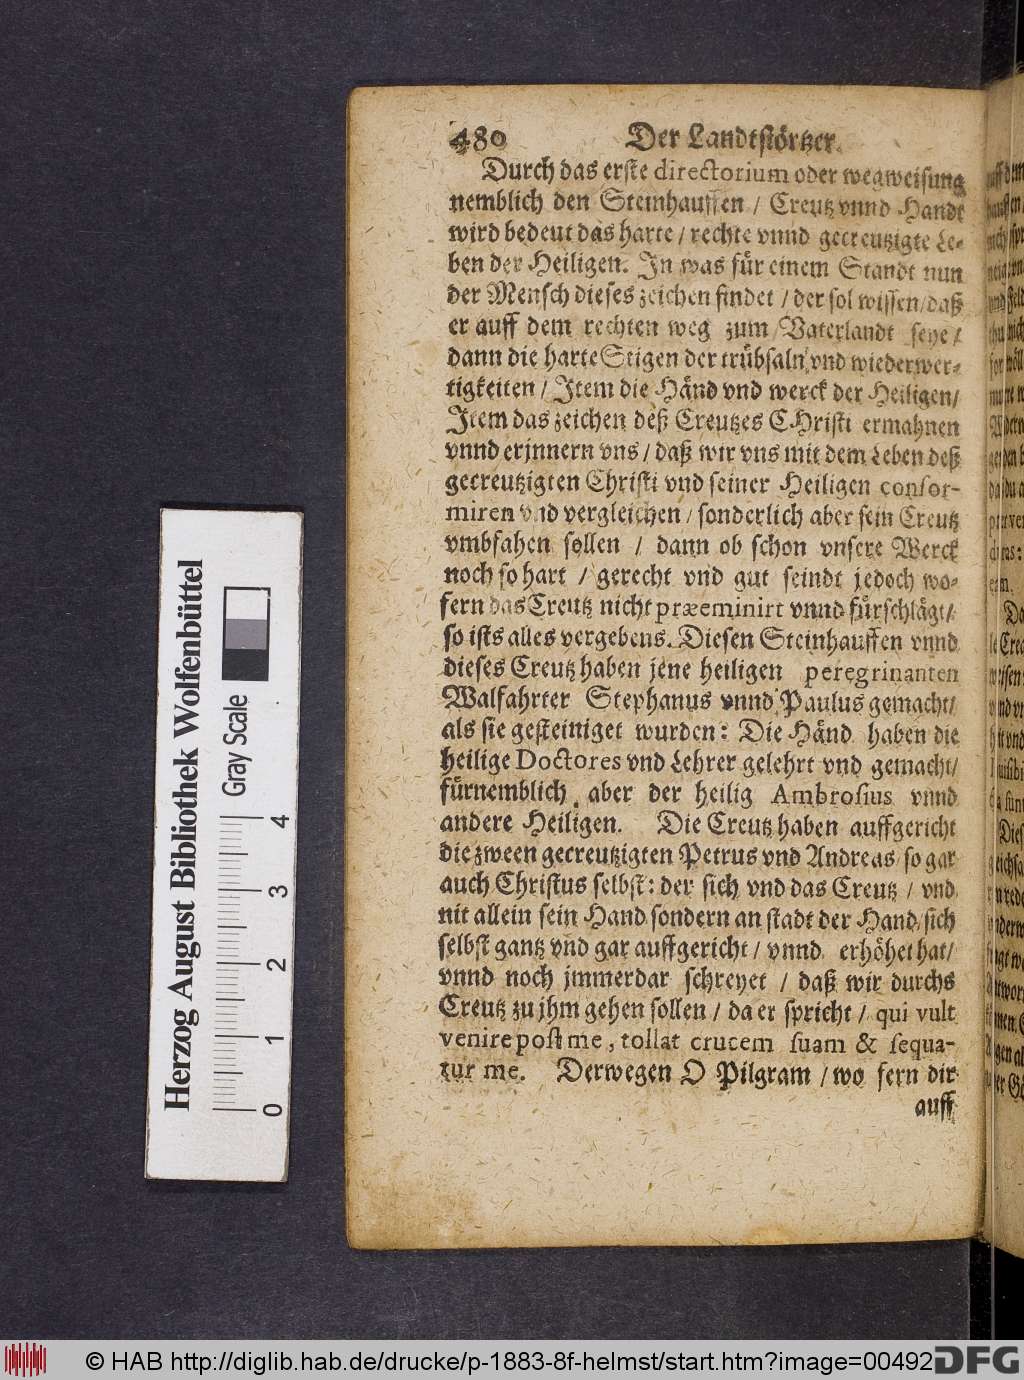 480 Der Landtstörtzer.
Durch das erste directorium oder wegweisung
nemblich den Steinhauffen / Creutz vnnd Handt
wird bedeut das harte / rechte vnnd gecreutzigte Le-
ben der Heiligen. In was für einem Standt nun
der Mensch dieses zeichen findet / der sol wissen / daß
er auff dem rechten weg zum Vaterlandt seye /
dann die harte Stigen der trübsaln vnd wiederwer-
tigkeiten / Item die Händ vnd werck der Heiligen /
Item das zeichen deß Creutzes CHristi ermahnen
vnnd erjnnern vns / daß wir vns mit dem Leben deß
gecreutzigten Christi vnd seiner Heiligen confor-
miren vnd vergleichen / sonderlich aber sein Creutz
vmbfahen sollen / dann ob schon vnsere Werck
noch so hart / gerecht vnd gut seindt jedoch wo-
fern das Creutz nicht præeminirt vnnd fürschlägt /
so ists alles vergebens. Diesen Steinhauffen vnnd
dieses Creutz haben jene heiligen peregrinanten
Walfahrter Stephanus vnnd Paulus gemacht /
als sie gesteiniget wurden: Die Händ haben die
heilige Doctores vnd Lehrer gelehrt vnd gemacht /
fürnemblich aber der heilig Ambrosius vnnd
andere Heiligen. Die Creutz haben auffgericht
die zween gecreutzigten Petrus vnd Andreas / so gar
auch Christus selbst: der sich vnd das Creutz / vnd
nit allein sein Hand sondern an stadt der Hand / sich
selbst gantz vnd gar auffgericht / vnnd erhöhet hat /
vnnd noch jmmerdar schreyet / daß wir durchs
Creutz zu jhm gehen sollen / da er spricht / qui vult
venire post me, tollat crucem suam & sequa-
tur me. Derwegen O Pilgram / wo fern dir
auff
Herzog August Bibliothek Wolfenbüttel
Gray Scale
0 1 2 3 4
© HAB http://diglib.hab.de/drucke/p-1883-8f-helmst/start.htm?image=00492
DFG